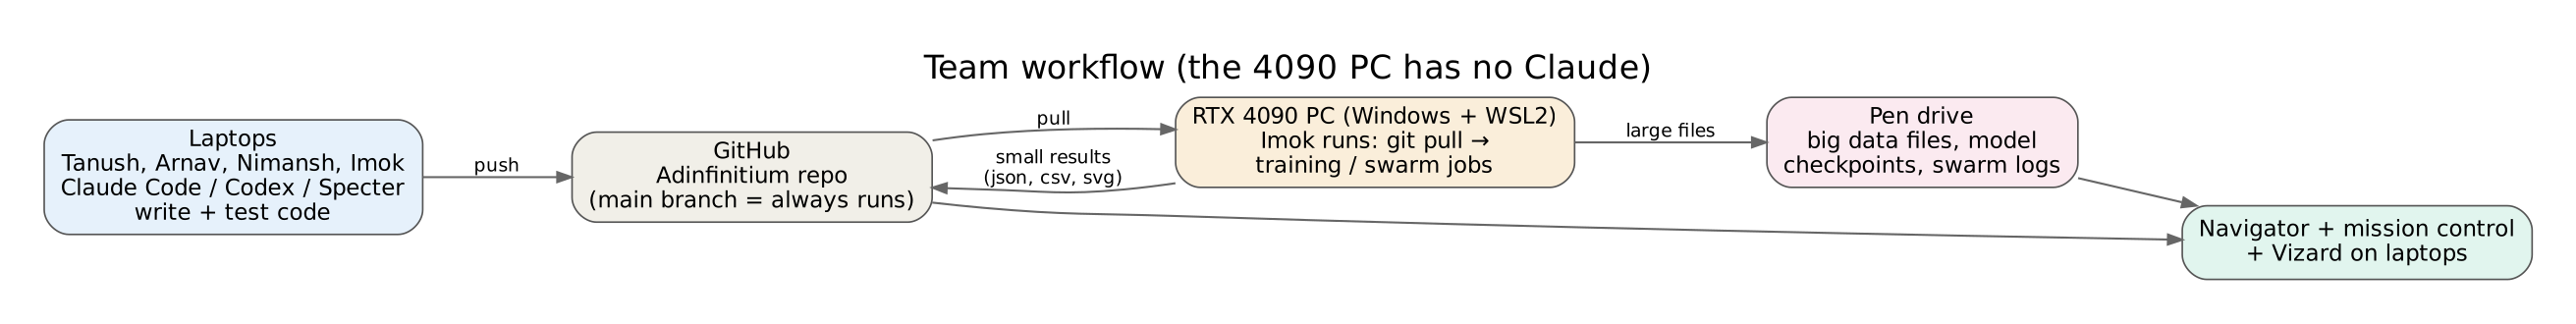 Team workflow (the 4090 PC has no Claude)
Laptops
Tanush, Arnav, Nimansh, Imok
Claude Code / Codex / Specter
write + test code
push
GitHub
Adinfinitium repo
(main branch = always runs)
pull
small results
(json, csv, svg)
RTX 4090 PC (Windows + WSL2)
Imok runs: git pull →
training / swarm jobs
large files
Pen drive
big data files, model
checkpoints, swarm logs
Navigator + mission control
+ Vizard on laptops